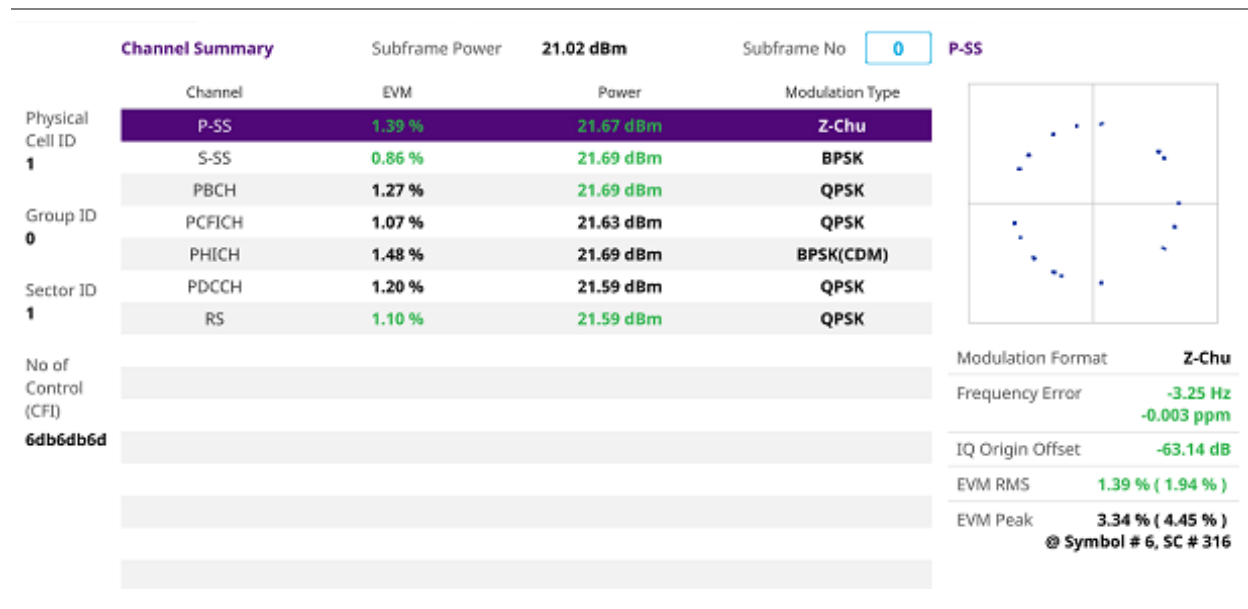 Channel Summary Subframe Power 21.02 dBm Subframe No 0 P-SS
Channel EVM Power Modulation Type
Physical
Cell ID
1
Group ID
0
Sector ID
1
No of
Control
(CFI)
6db6db6d
P-SS 1.39 % 21.67 dBm Z-Chu
S-SS 0.86 % 21.69 dBm BPSK
PBCH 1.27 % 21.69 dBm QPSK
PCFICH 1.07 % 21.63 dBm QPSK
PHICH 1.48 % 21.69 dBm BPSK(CDM)
PDCCH 1.20 % 21.59 dBm QPSK
RS 1.10 % 21.59 dBm QPSK
Modulation Format Z-Chu
Frequency Error -3.25 Hz
-0.003 ppm
IQ Origin Offset -63.14 dB
EVM RMS 1.39 % ( 1.94 % )
EVM Peak 3.34 % ( 4.45 % )
@ Symbol # 6, SC # 316